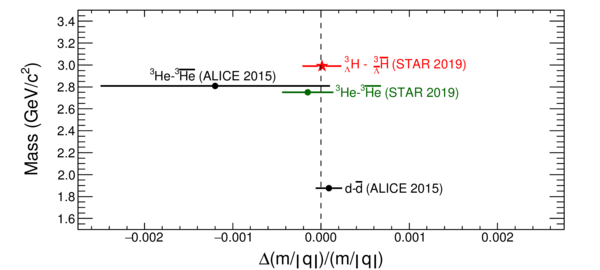 Mass (GeV/c²)
3.4
3.2
3.0
2.8
2.6
2.4
2.2
2.0
1.8
1.6
³ΛH - ³Λ̅H̅ (STAR 2019)
³He-³H̅e̅ (ALICE 2015)
³He-³H̅e̅ (STAR 2019)
d-d̅ (ALICE 2015)
−0.002 −0.001 0.000 0.001 0.002
Δ(m/|q|)/(m/|q|)